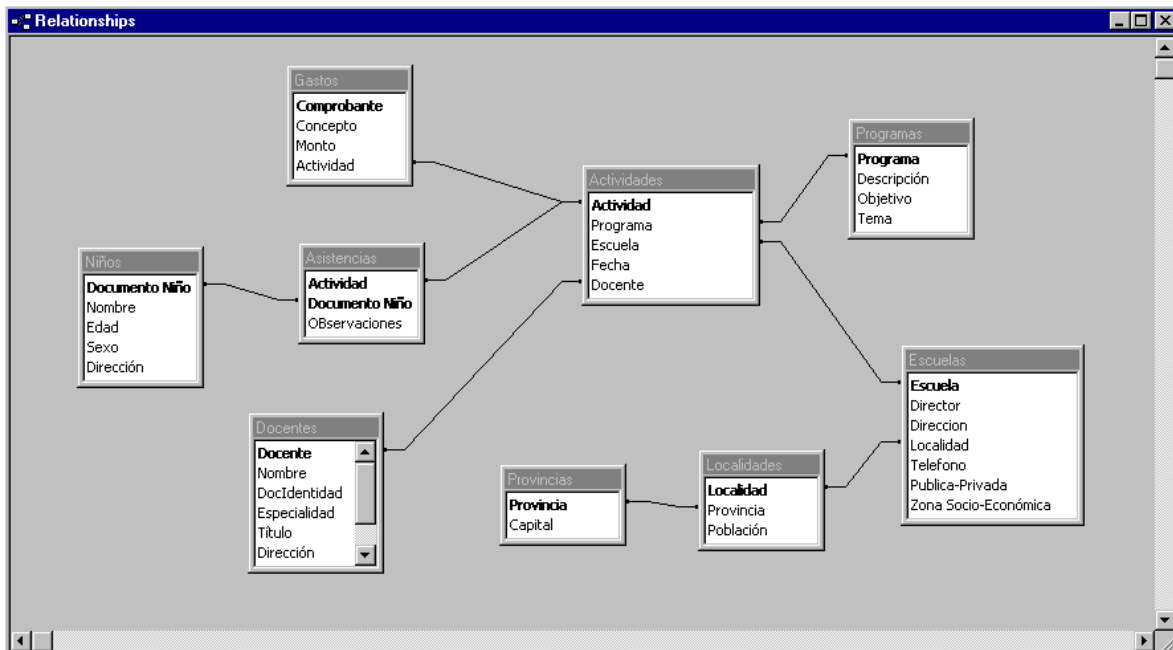 Relationships
Gastos
Comprobante
Concepto
Monto
Actividad
Programas
Programa
Descripción
Objetivo
Tema
Actividades
Actividad
Programa
Escuela
Fecha
Docente
Niños
Documento Niño
Nombre
Edad
Sexo
Dirección
Asistencias
Actividad
Documento Niño
OBservaciones
Escuelas
Escuela
Director
Direccion
Localidad
Telefono
Publica-Privada
Zona Socio-Económica
Docentes
Docente
Nombre
DocIdentidad
Especialidad
Título
Dirección
Provincias
Provincia
Capital
Localidades
Localidad
Provincia
Población